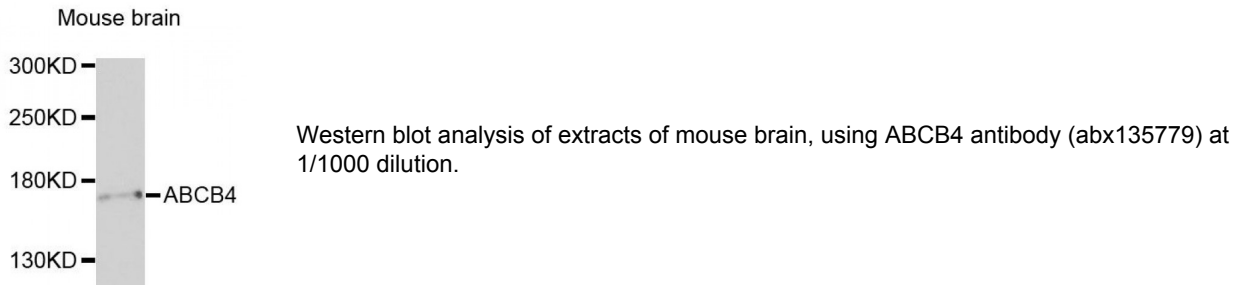 Mouse brain
300KD
250KD
180KD
ABCB4
130KD
Western blot analysis of extracts of mouse brain, using ABCB4 antibody (abx135779) at
1/1000 dilution.